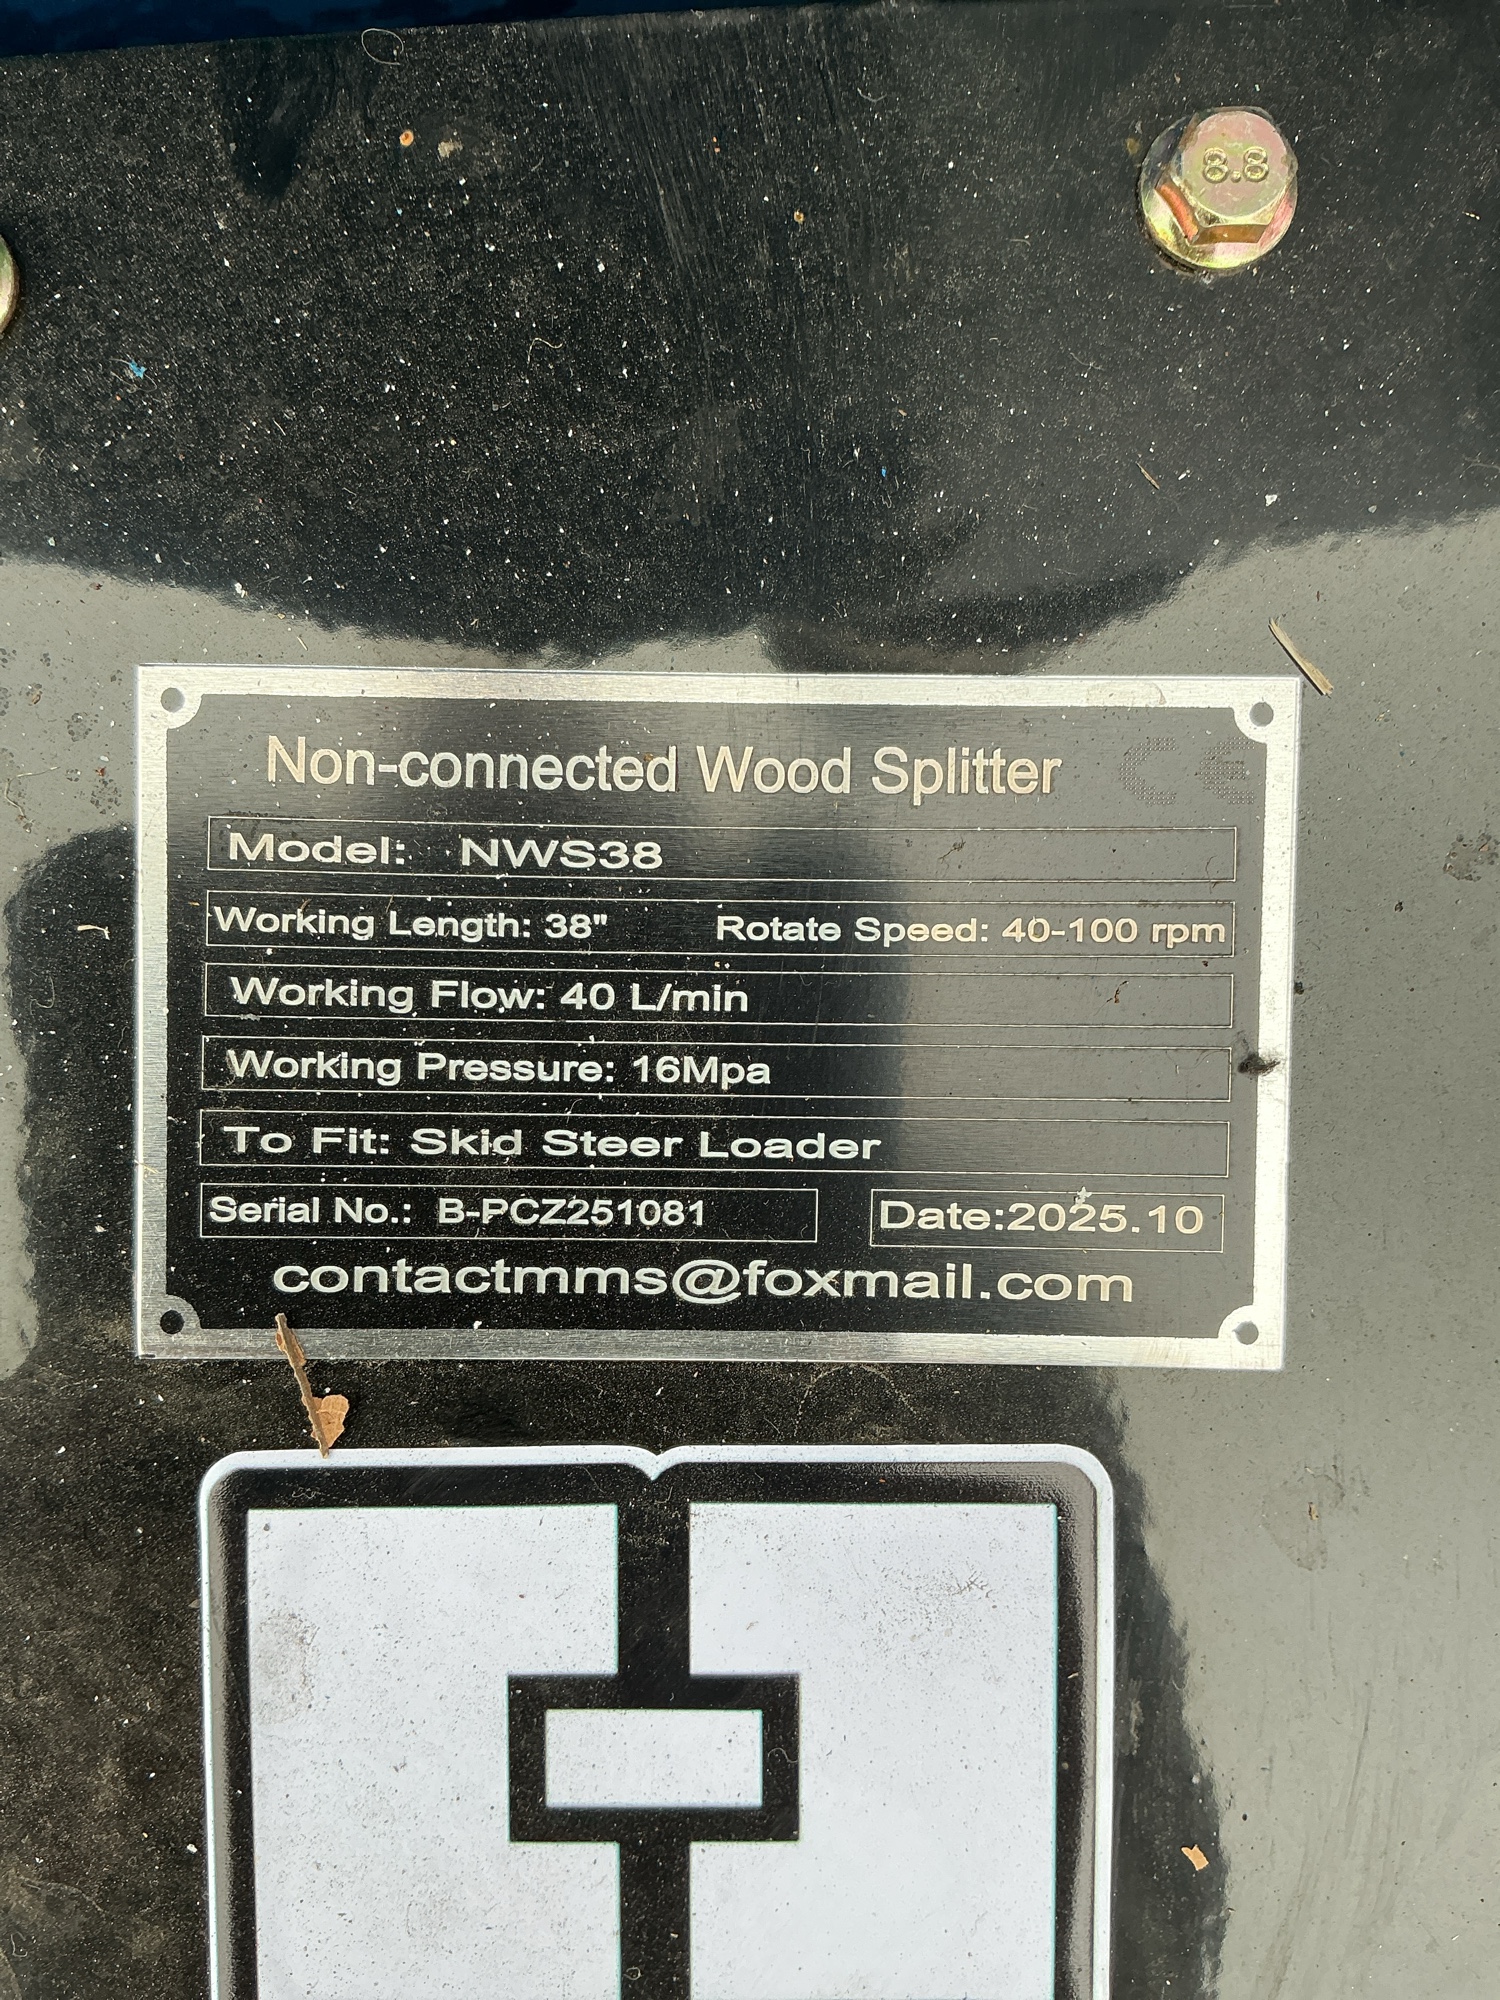 8.8
Non-connected Wood Splitter CE
Model: NWS38
Working Length: 38" Rotate Speed: 40-100 rpm
Working Flow: 40 L/min
Working Pressure: 16Mpa
To Fit: Skid Steer Loader
Serial No.: B-PCZ251081 Date:2025.10
contactmms@foxmail.com